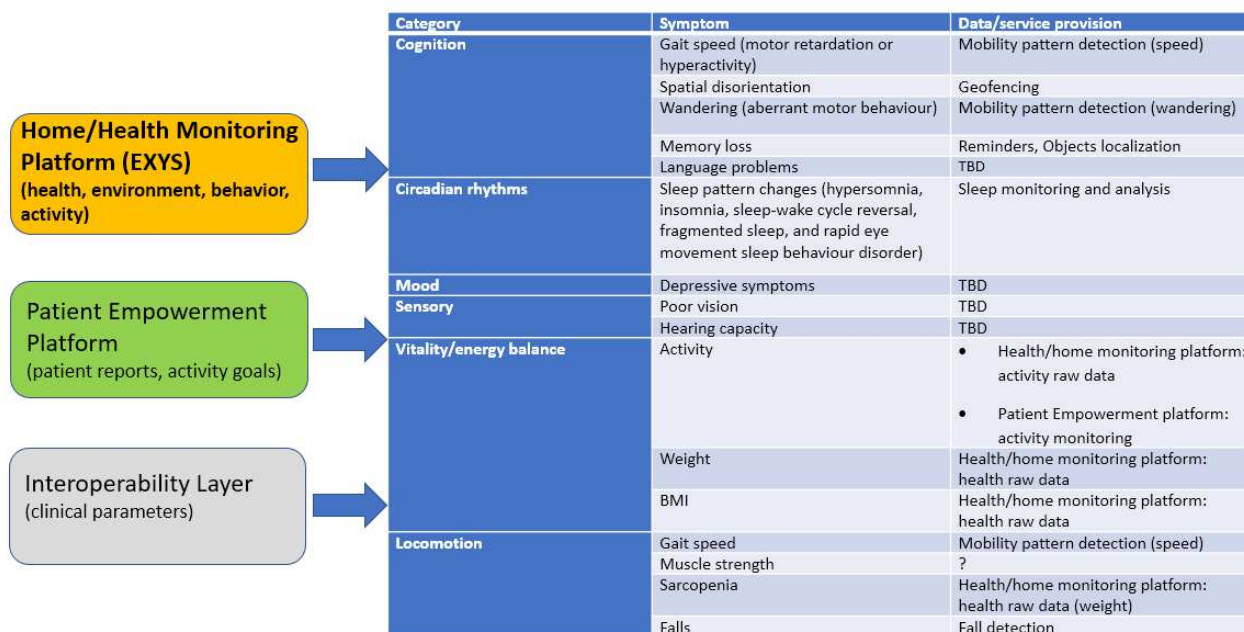 Home/Health Monitoring
Platform (EXYS)
(health, environment, behavior,
activity)
Patient Empowerment
Platform
(patient reports, activity goals)
Interoperability Layer
(clinical parameters)
Category Symptom Data/service provision
Cognition Gait speed (motor retardation or Mobility pattern detection (speed)
hyperactivity)
Spatial disorientation Geofencing
Wandering (aberrant motor behaviour) Mobility pattern detection (wandering)
Memory loss Reminders, Objects localization
Language problems TBD
Circadian rhythms Sleep pattern changes (hypersomnia, Sleep monitoring and analysis
insomnia, sleep-wake cycle reversal,
fragmented sleep, and rapid eye
movement sleep behaviour disorder)
Mood Depressive symptoms TBD
Sensory Poor vision TBD
Hearing capacity TBD
Vitality/energy balance Activity • Health/home monitoring platform:
activity raw data
• Patient Empowerment platform:
activity monitoring
Weight Health/home monitoring platform:
health raw data
BMI Health/home monitoring platform:
health raw data
Locomotion Gait speed Mobility pattern detection (speed)
Muscle strength ?
Sarcopenia Health/home monitoring platform:
health raw data (weight)
Falls Fall detection